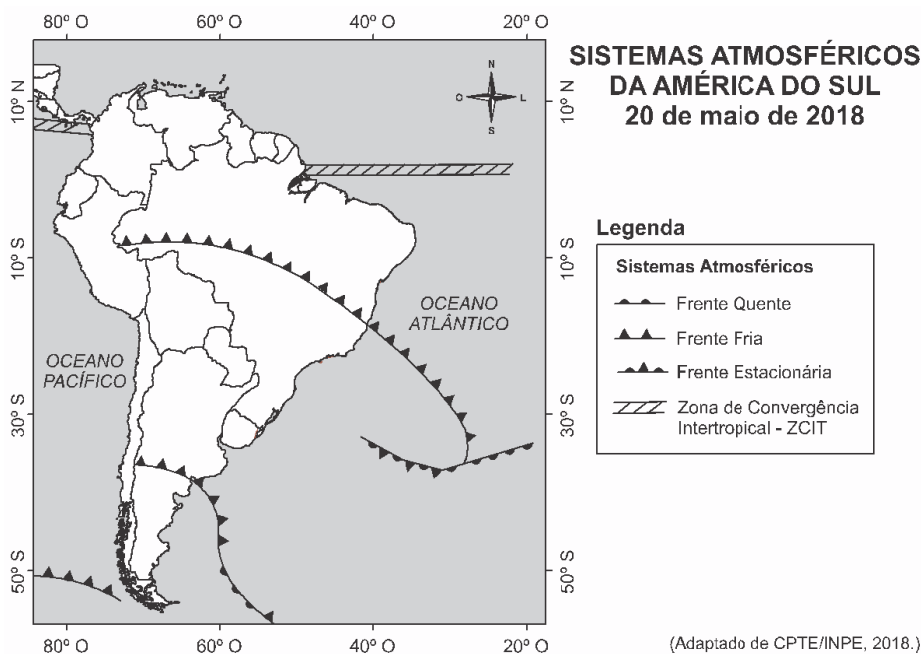 80° O 60° O 40° O 20° O
SISTEMAS ATMOSFÉRICOS
DA AMÉRICA DO SUL
20 de maio de 2018
N
O L
S
10° N 10° N
10° S 10° S
30° S 30° S
50° S 50° S
OCEANO
ATLÂNTICO
OCEANO
PACÍFICO
Legenda
Sistemas Atmosféricos
Frente Quente
Frente Fria
Frente Estacionária
Zona de Convergência
Intertropical - ZCIT
80° O 60° O 40° O 20° O
(Adaptado de CPTE/INPE, 2018.)